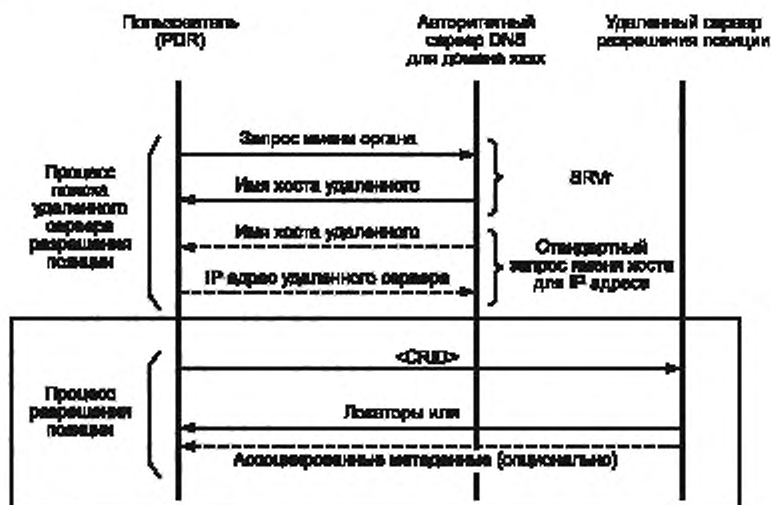 Пользователь
(PDR)
Авторитетный
сервер DNS
для домена xxxx
Удаленный сервер
разрешения позиции
Запрос имени органа
Имя хоста удаленного
Имя хоста удаленного
IP адрес удаленного сервера
Процесс
поиска
удаленного
сервера
разрешения
позиции
SRVr
Стандартный
запрос имени хоста
для IP адреса
<CRID>
Процесс
разрешения
позиции
Локаторы или
Ассоциированные метаданные (опционально)